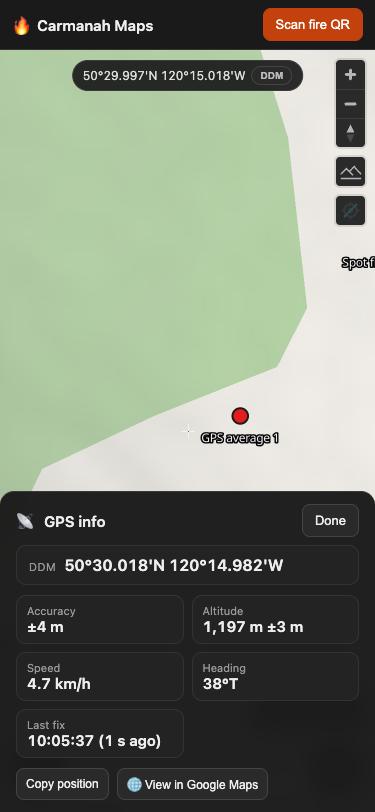 Carmanah Maps
Scan fire QR
50°29.997'N 120°15.018'W DDM
Spot f
GPS average 1
GPS info
Done
DDM 50°30.018'N 120°14.982'W
Accuracy
±4 m
Altitude
1,197 m ±3 m
Speed
4.7 km/h
Heading
38°T
Last fix
10:05:37 (1 s ago)
Copy position
View in Google Maps